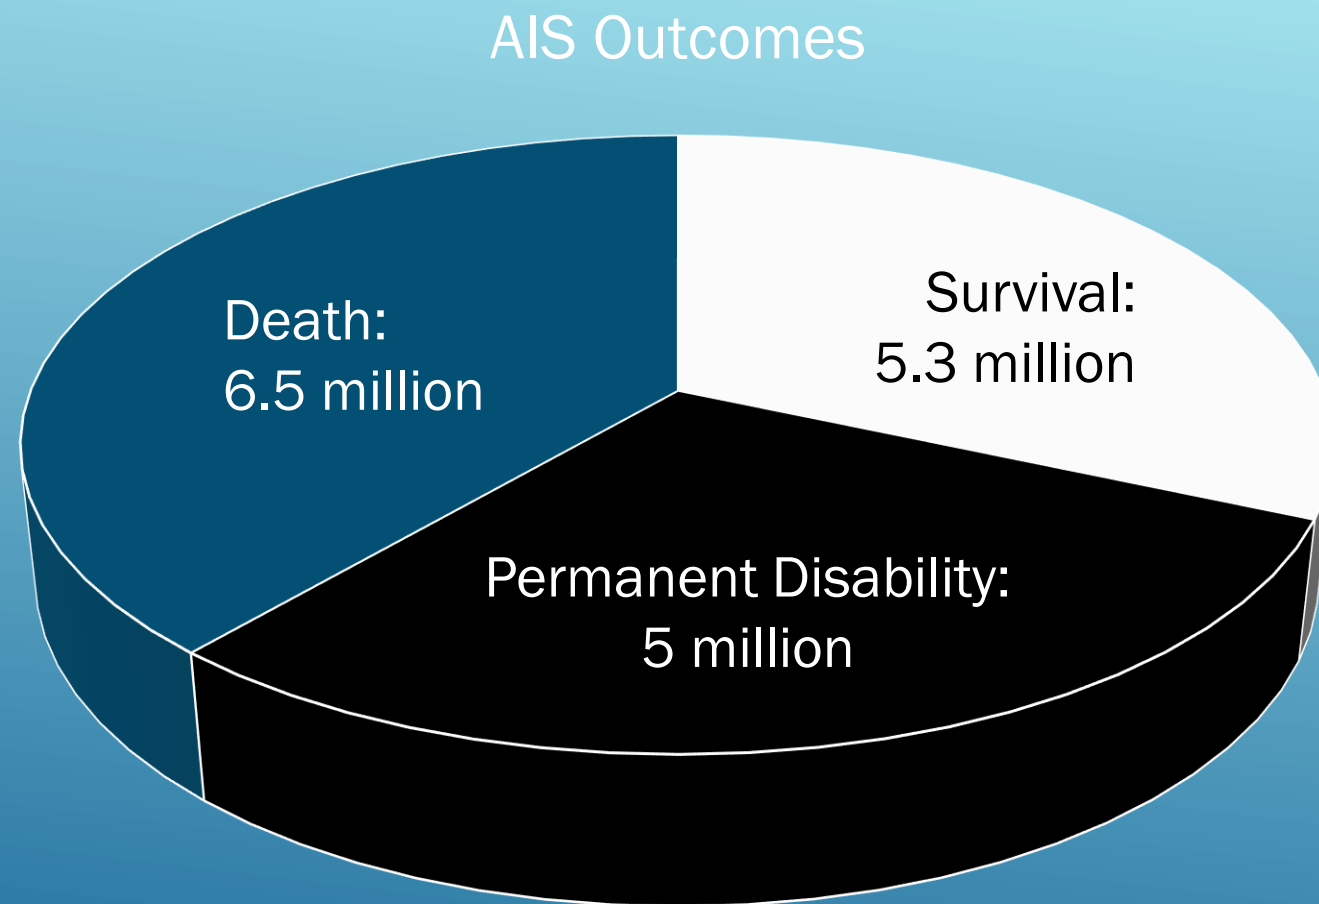 AIS Outcomes
Death:
6.5 million
Survival:
5.3 million
Permanent Disability:
5 million